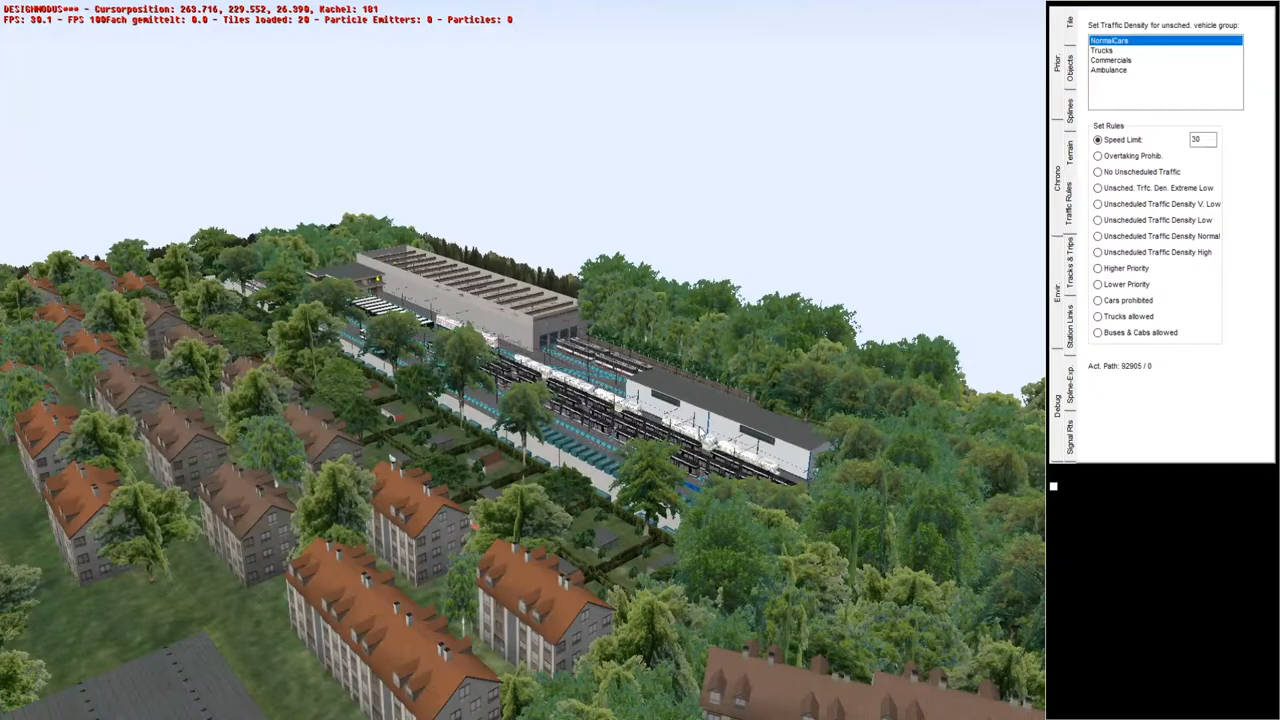 DESIGNMODUS*** - Cursorposition: 263.716, 229.552, 26.390, Kachel: 181
FPS: 30.1 - FPS 100Fach gemittelt: 0.0 - Tiles loaded: 20 - Particle Emitters: 0 - Particles: 0
Tile
Objects
Splines
Terrain
Traffic Rules
Tracks & Trips
Station Links
Spline-Exp.
Signal Rts
Prior.
Chrono
Envir.
Debug
Set Traffic Density for unsched. vehicle group:
NormalCars
Trucks
Commercials
Ambulance
Set Rules
Speed Limit: 30
Overtaking Prohib.
No Unscheduled Traffic
Unsched. Trfc. Den. Extreme Low
Unscheduled Traffic Density V. Low
Unscheduled Traffic Density Low
Unscheduled Traffic Density Normal
Unscheduled Traffic Density High
Higher Priority
Lower Priority
Cars prohibited
Trucks allowed
Buses & Cabs allowed
Act. Path: 92905 / 0